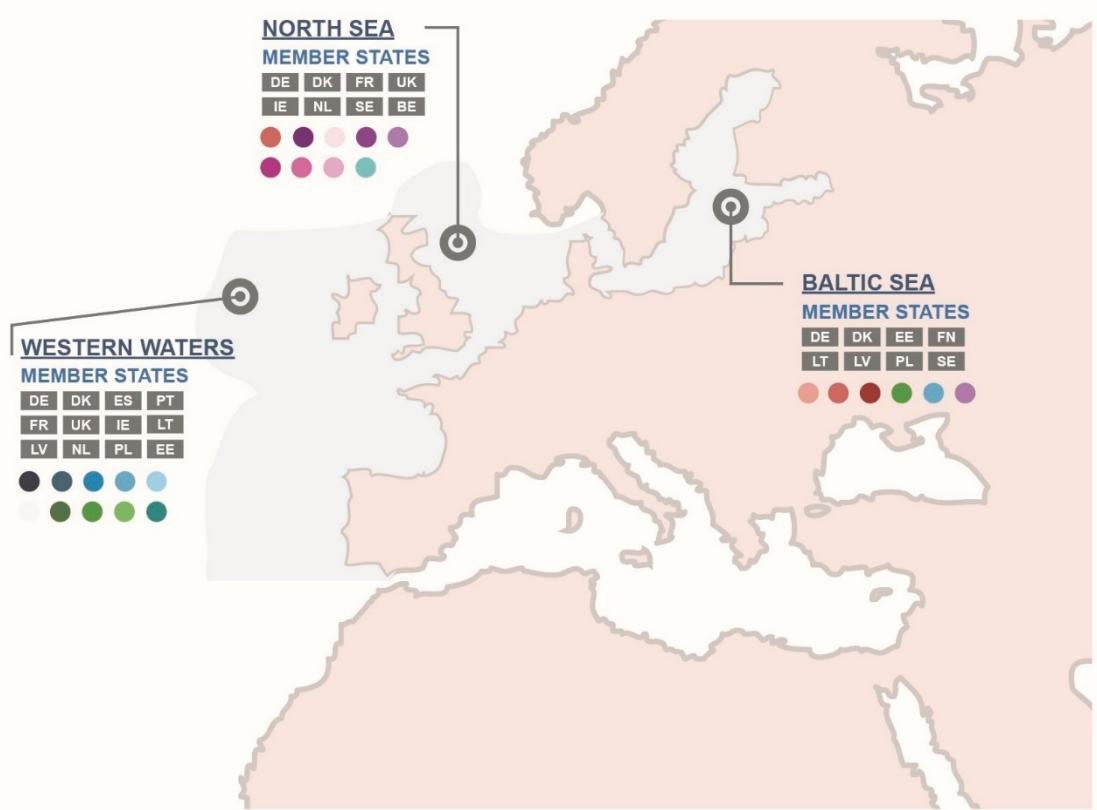 NORTH SEA
MEMBER STATES
DE DK FR UK
IE NL SE BE
WESTERN WATERS
MEMBER STATES
DE DK ES PT
FR UK IE LT
LV NL PL EE
BALTIC SEA
MEMBER STATES
DE DK EE FN
LT LV PL SE